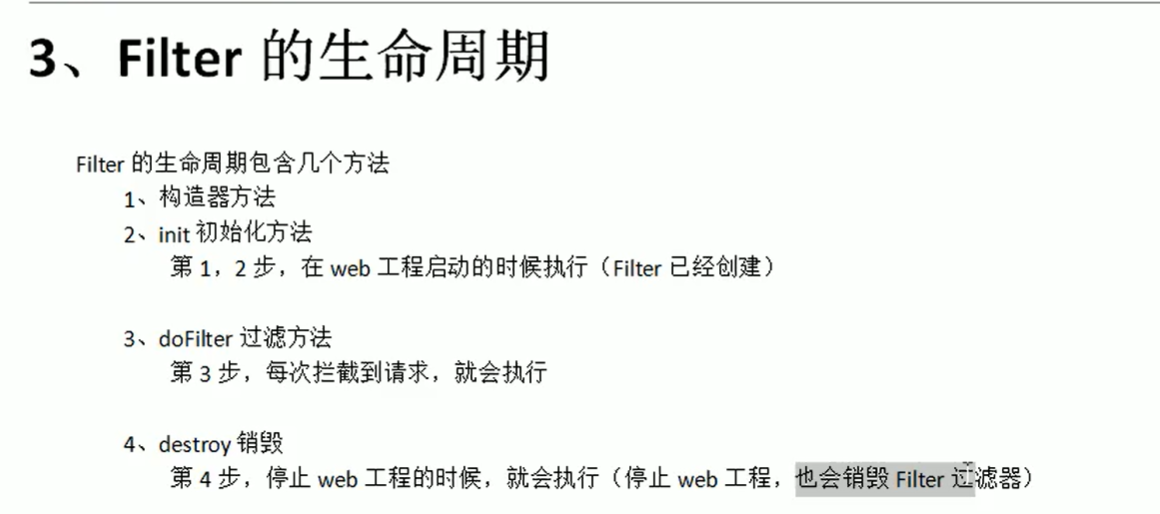 3、Filter 的生命周期
Filter 的生命周期包含几个方法
1、构造器方法
2、init 初始化方法
第 1，2 步，在 web 工程启动的时候执行（Filter 已经创建）
3、doFilter 过滤方法
第 3 步，每次拦截到请求，就会执行
4、destroy 销毁
第 4 步，停止 web 工程的时候，就会执行（停止 web 工程，也会销毁 Filter 过滤器）